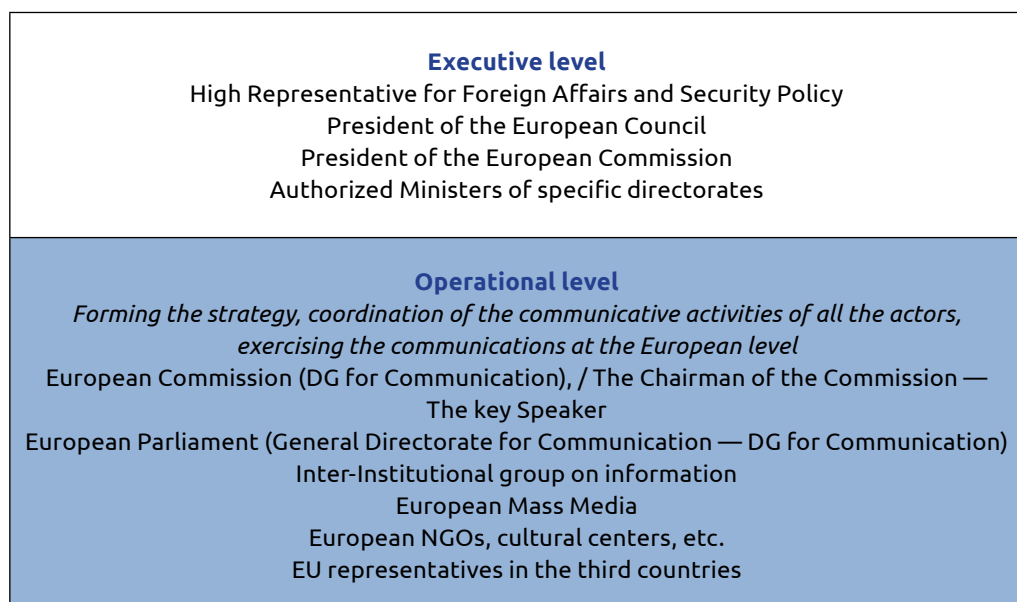 Executive level
High Representative for Foreign Affairs and Security Policy
President of the European Council
President of the European Commission
Authorized Ministers of specific directorates
Operational level
Forming the strategy, coordination of the communicative activities of all the actors,
exercising the communications at the European level
European Commission (DG for Communication), / The Chairman of the Commission —
The key Speaker
European Parliament (General Directorate for Communication — DG for Communication)
Inter-Institutional group on information
European Mass Media
European NGOs, cultural centers, etc.
EU representatives in the third countries